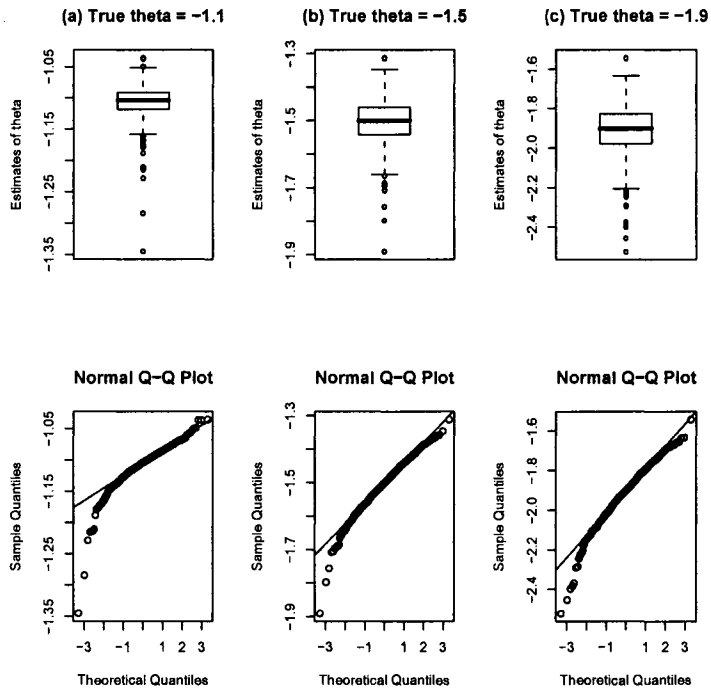 (a) True theta = −1.1
(b) True theta = −1.5
(c) True theta = −1.9
Estimates of theta
−1.05
−1.15
−1.25
−1.35
Estimates of theta
−1.3
−1.5
−1.7
−1.9
Estimates of theta
−1.6
−1.8
−2.0
−2.2
−2.4
Normal Q−Q Plot
Normal Q−Q Plot
Normal Q−Q Plot
Sample Quantiles
−1.05
−1.15
−1.25
−1.35
Sample Quantiles
−1.3
−1.5
−1.7
−1.9
Sample Quantiles
−1.6
−1.8
−2.0
−2.2
−2.4
−3 −1 1 2 3
−3 −1 1 2 3
−3 −1 1 2 3
Theoretical Quantiles
Theoretical Quantiles
Theoretical Quantiles